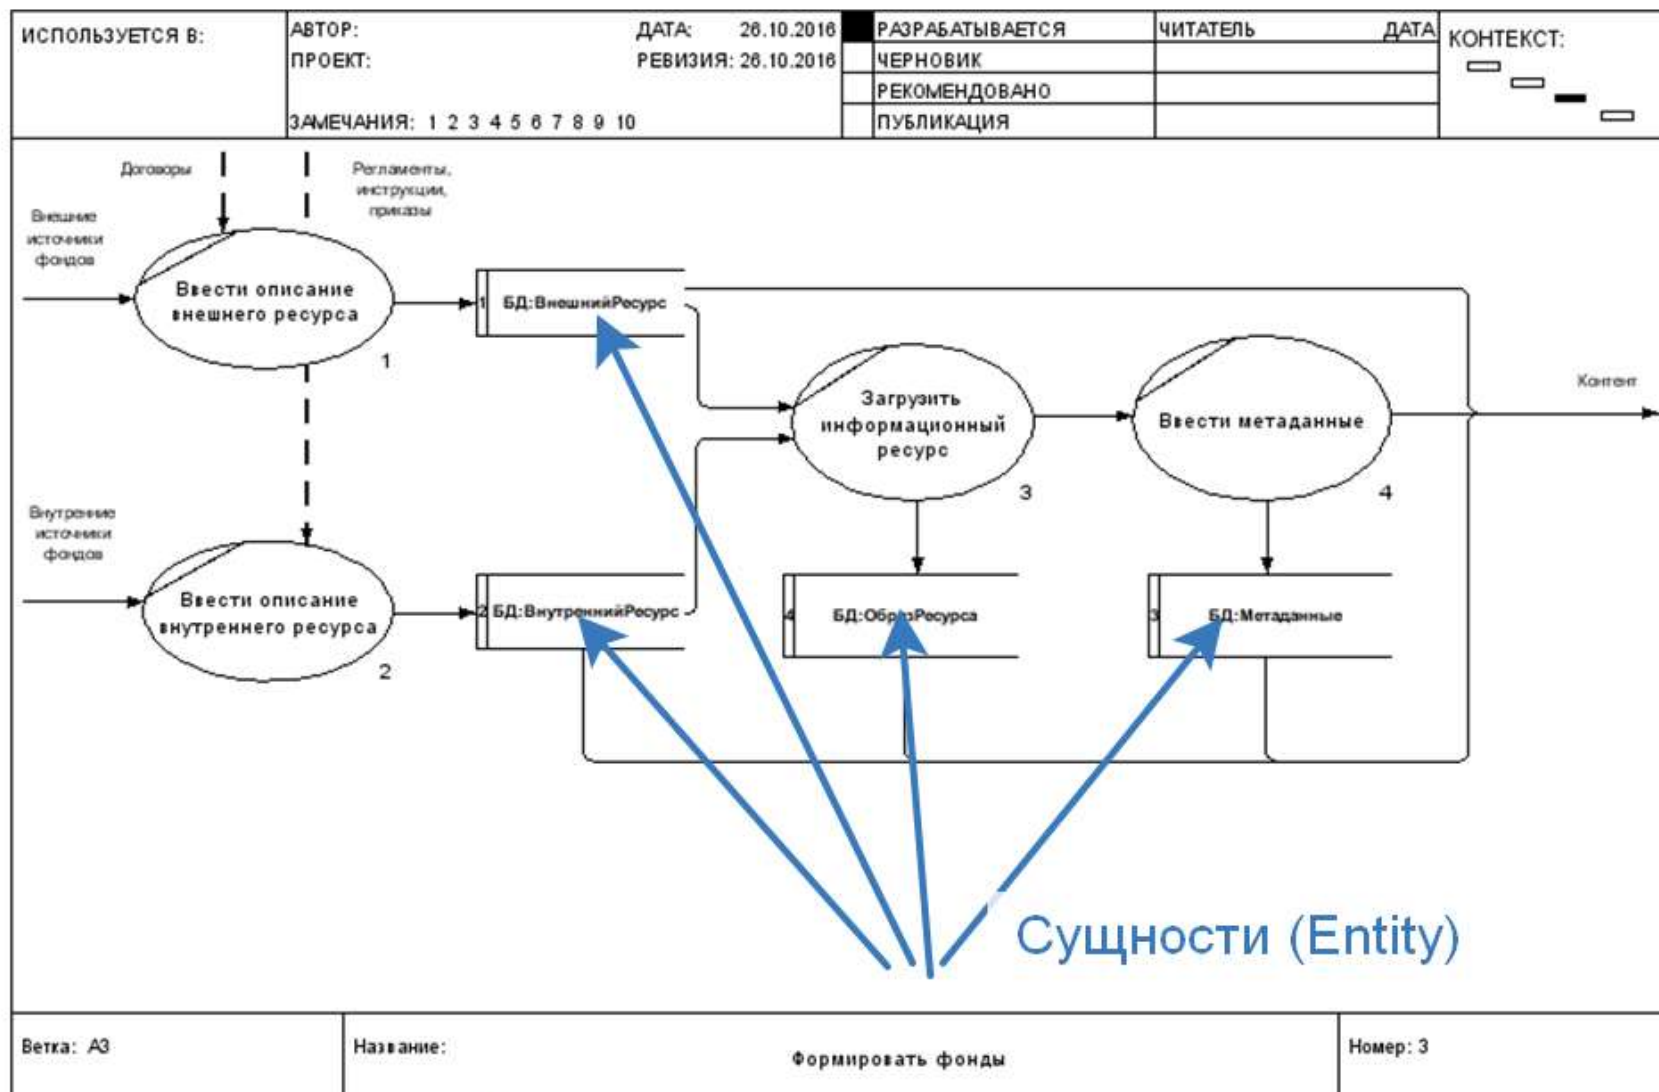 ИСПОЛЬЗУЕТСЯ В:
АВТОР:
ДАТА: 26.10.2016
ПРОЕКТ:
РЕВИЗИЯ: 26.10.2016
ЗАМЕЧАНИЯ: 1 2 3 4 5 6 7 8 9 10
РАЗРАБАТЫВАЕТСЯ
ЧЕРНОВИК
РЕКОМЕНДОВАНО
ПУБЛИКАЦИЯ
ЧИТАТЕЛЬ
ДАТА
КОНТЕКСТ:
Договоры
Регламенты,
инструкции,
приказы
Внешние
источники
фондов
Ввести описание
внешнего ресурса
1
1 БД:ВнешнийРесурс
Загрузить
информационный
ресурс
3
Ввести метаданные
4
Контент
Внутренние
источники
фондов
Ввести описание
внутреннего ресурса
2
2 БД:ВнутреннийРесурс
4 БД:ОбразРесурса
3 БД:Метаданные
Сущности (Entity)
Ветка: А3
Название:
Формировать фонды
Номер: 3